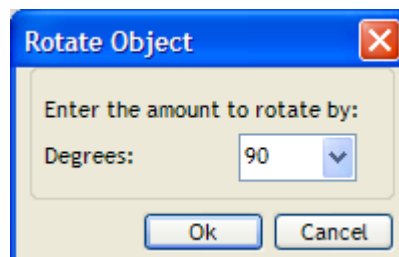 Rotate Object
Enter the amount to rotate by:
Degrees: 90
Ok Cancel